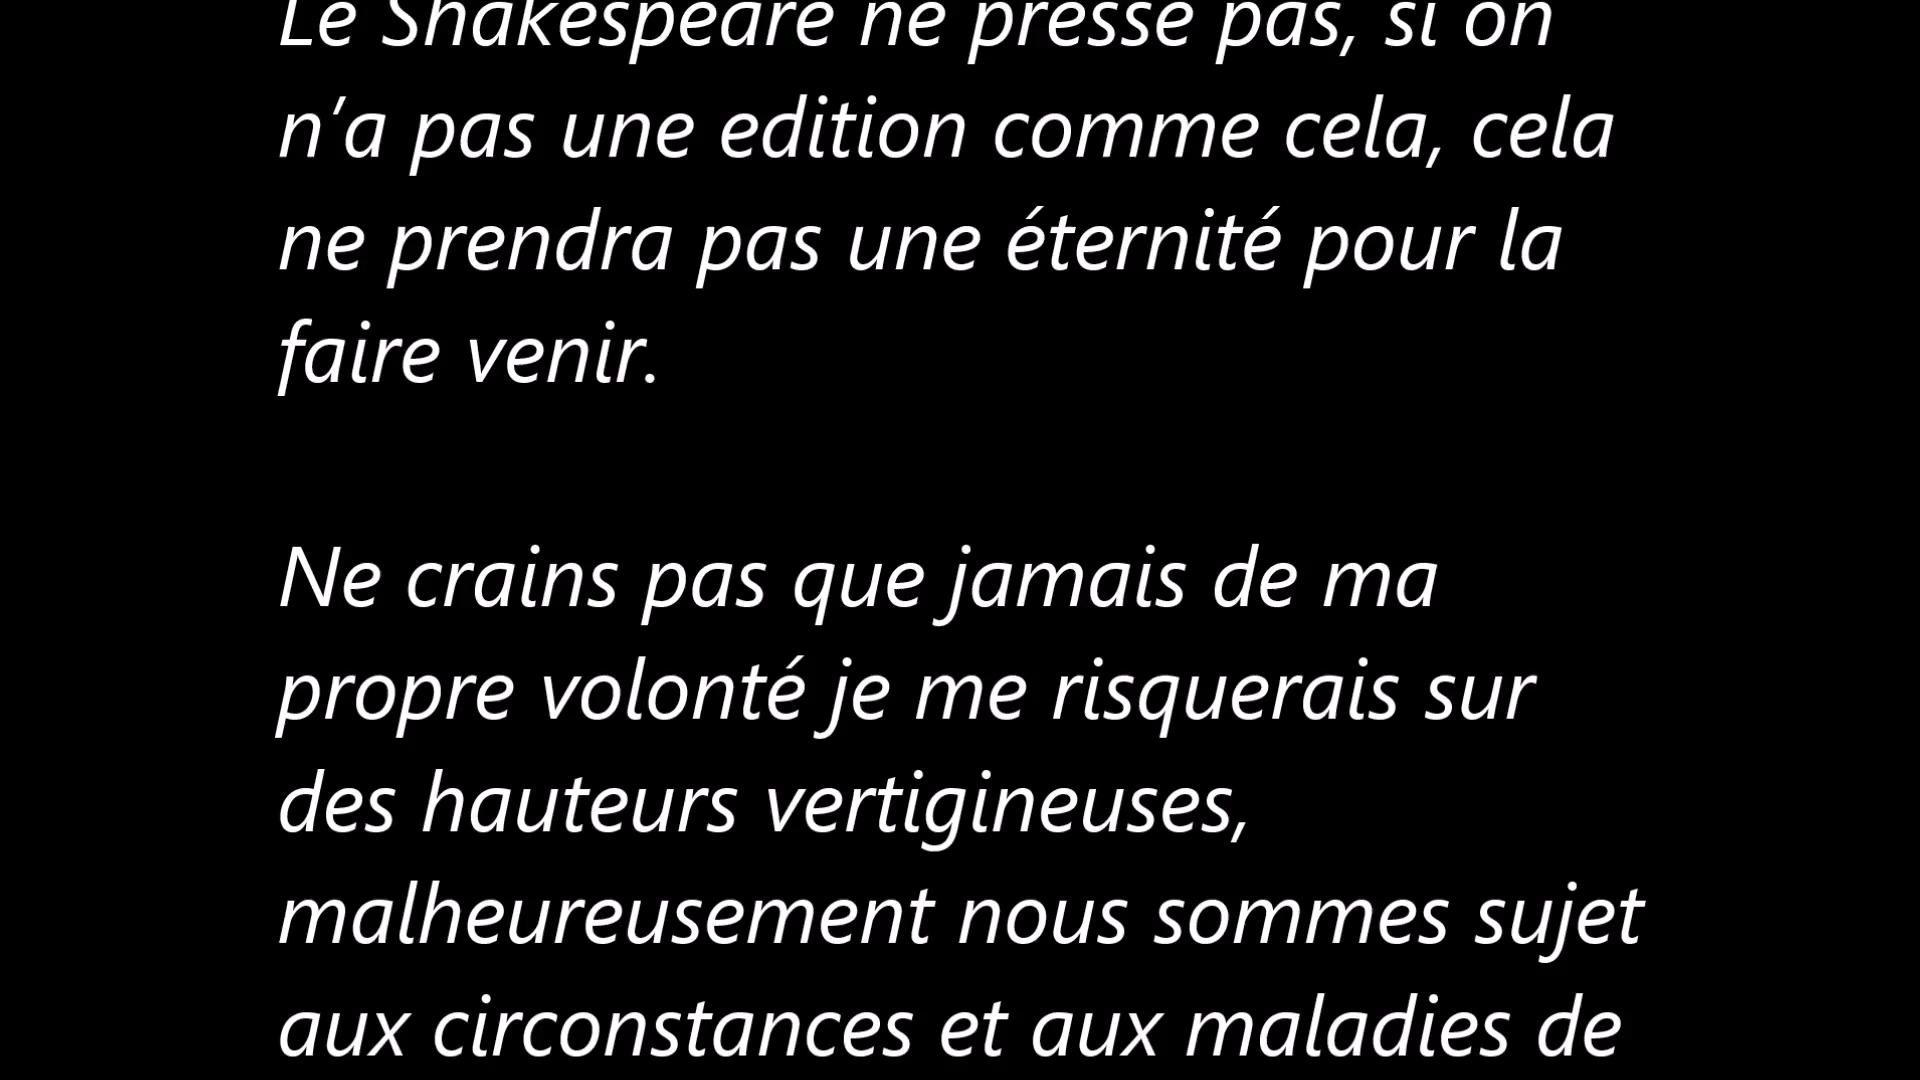 Le Shakespeare ne presse pas, si on
n’a pas une edition comme cela, cela
ne prendra pas une éternité pour la
faire venir.
Ne crains pas que jamais de ma
propre volonté je me risquerais sur
des hauteurs vertigineuses,
malheureusement nous sommes sujet
aux circonstances et aux maladies de